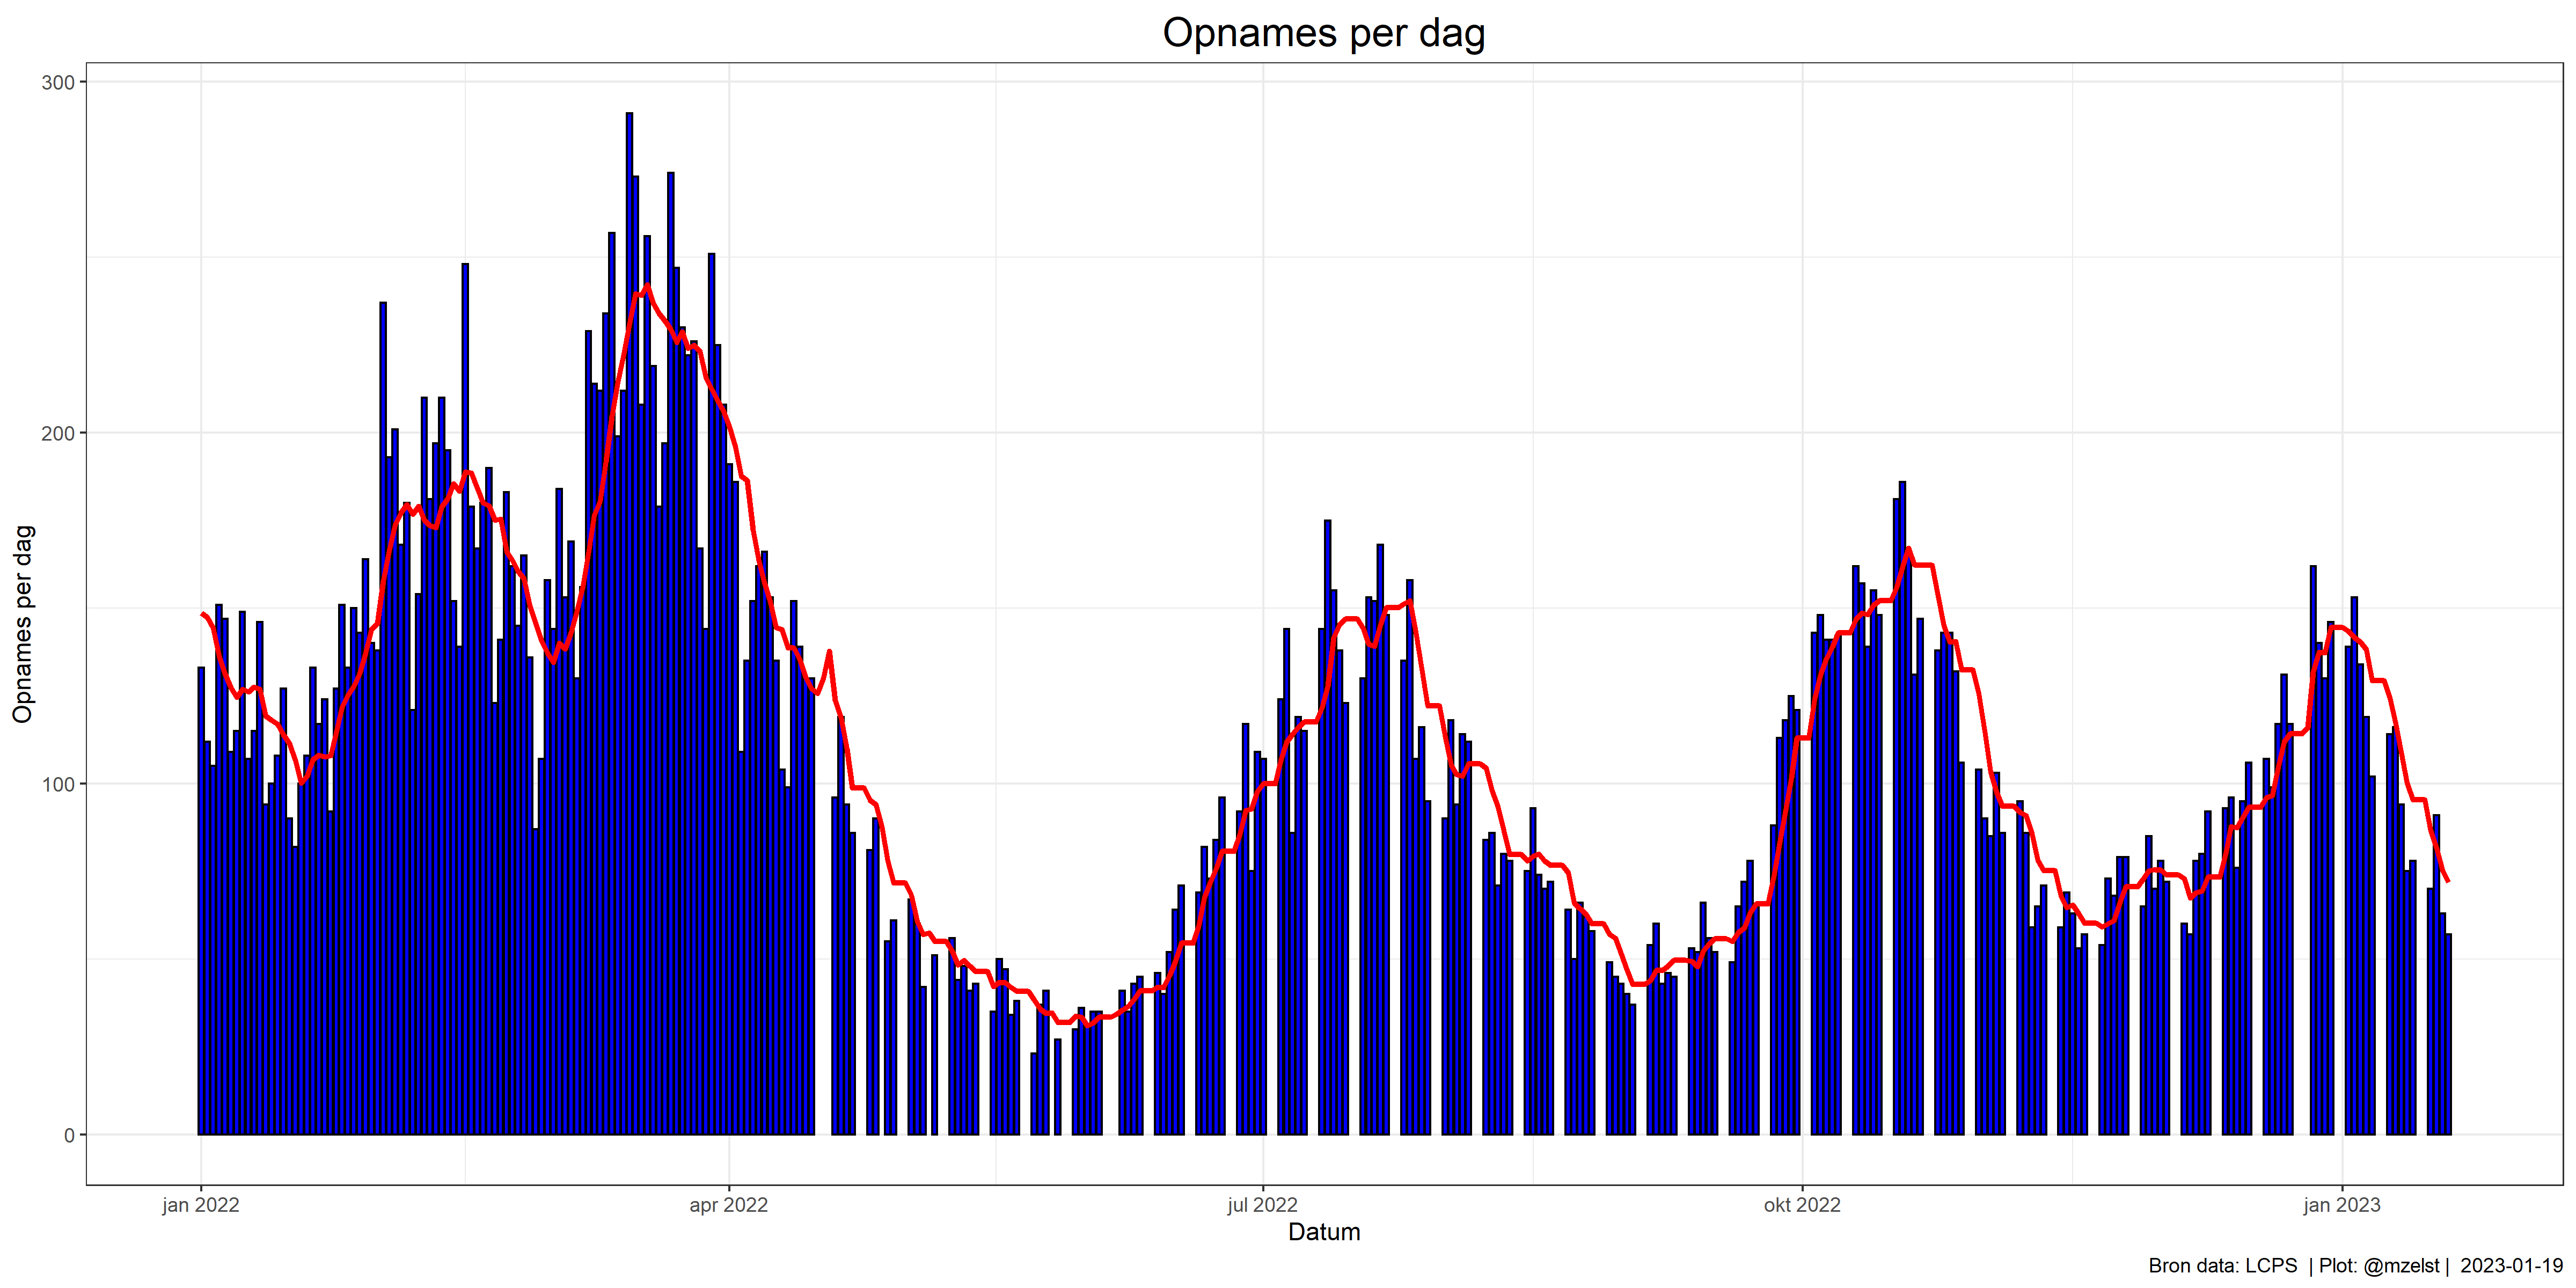 Opnames per dag
300
200
100
0
Opnames per dag
jan 2022
apr 2022
jul 2022
okt 2022
jan 2023
Datum
Bron data: LCPS | Plot: @mzelst | 2023-01-19